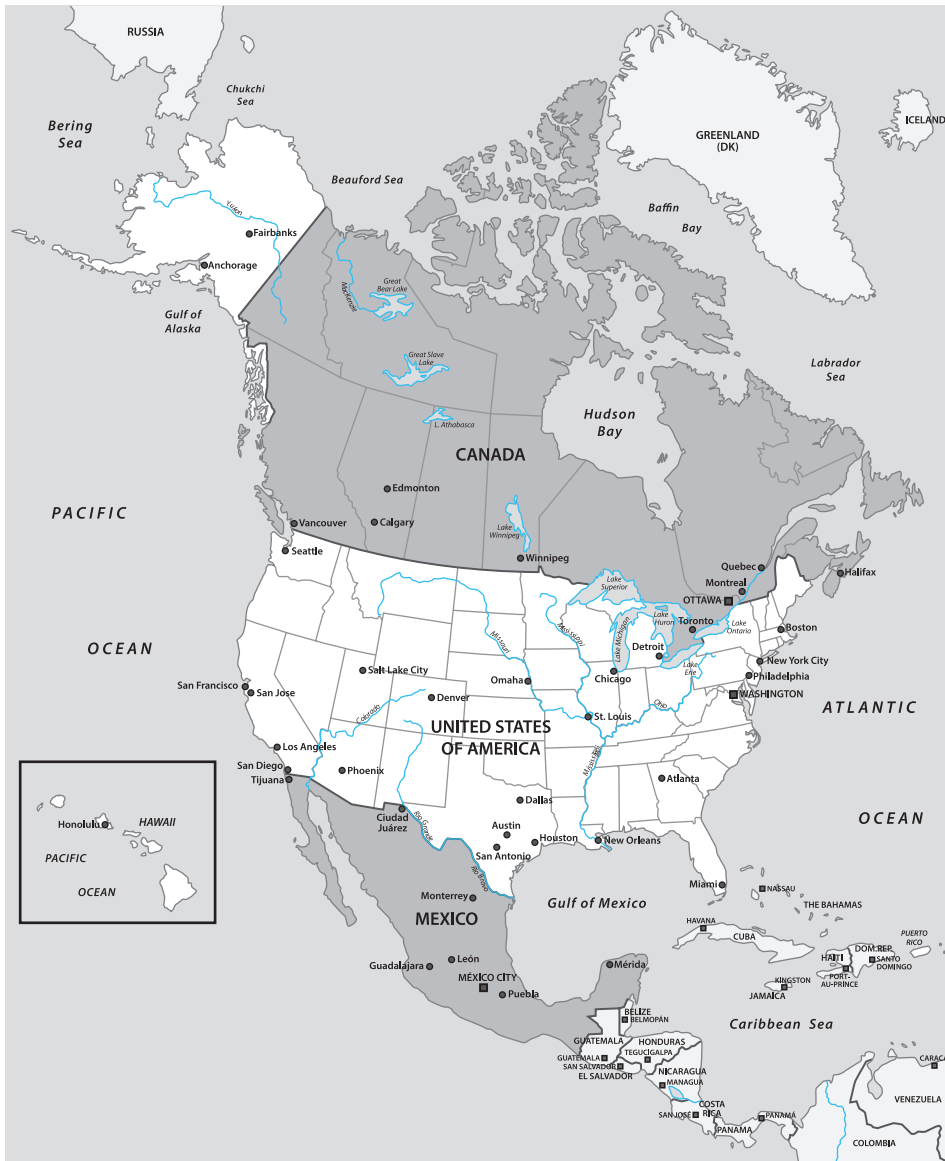 RUSSIA
Chukchi
Sea
Bering
Sea
ICELAND
GREENLAND
(DK)
Beauford Sea
Baffin
Bay
Yukon
Fairbanks
Anchorage
Mackenzie
Great
Bear Lake
Gulf of
Alaska
Great Slave
Lake
Labrador
Sea
Hudson
Bay
L. Athabasca
CANADA
Edmonton
PACIFIC
OCEAN
Vancouver
Calgary
Lake
Winnipeg
Winnipeg
Seattle
Quebec
Halifax
Montreal
OTTAWA
Lake
Superior
Lake
Huron
Toronto
Lake
Ontario
Boston
Missouri
Lake Michigan
Detroit
Lake
Erie
New York City
Philadelphia
WASHINGTON
Salt Lake City
Omaha
Chicago
San Francisco
San Jose
Denver
Colorado
UNITED STATES
OF AMERICA
St. Louis
ATLANTIC
OCEAN
Los Angeles
San Diego
Tijuana
Phoenix
Atlanta
Dallas
Ciudad
Juárez
Rio Grande
Austin
San Antonio
Houston
New Orleans
Honolulu
HAWAII
PACIFIC
OCEAN
Monterrey
MEXICO
Gulf of Mexico
Miami
NASSAU
THE BAHAMAS
HAVANA
CUBA
PUERTO
RICO
DOM.REP.
SANTO
DOMINGO
HAITI
PORT-
AU-PRINCE
KINGSTON
JAMAICA
Guadalajara
León
MÉXICO CITY
Puebla
Mérida
BELIZE
BELMOPÁN
Caribbean Sea
GUATEMALA
GUATEMALA
HONDURAS
TEGUCIGALPA
SAN SALVADOR
EL SALVADOR
NICARAGUA
MANAGUA
COSTA
RICA
SAN JOSÉ
PANAMÁ
PANAMA
VENEZUELA
COLOMBIA